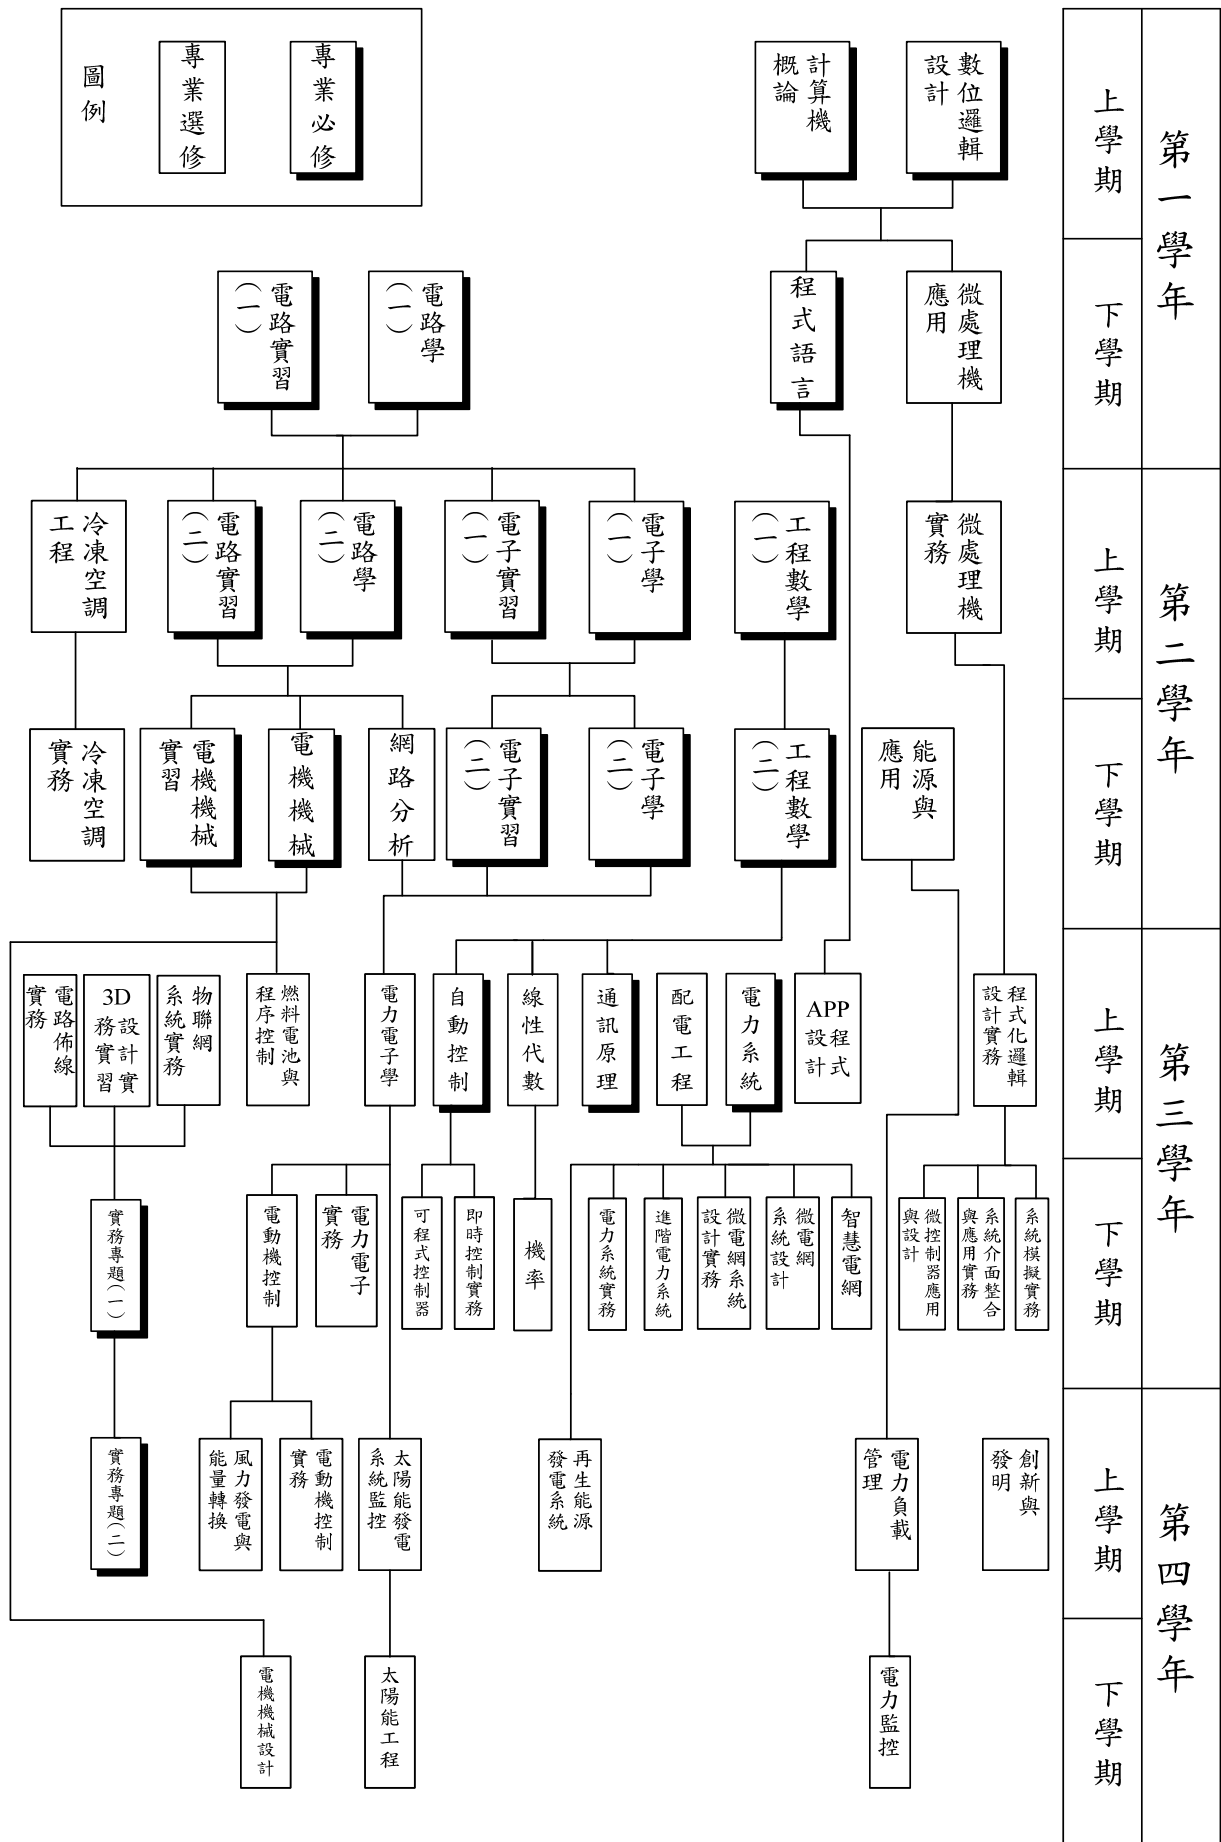 第一學年
上學期
下學期
第二學年
上學期
下學期
第三學年
上學期
下學期
第四學年
上學期
下學期
圖例
專業必修
專業選修
數位邏輯
設計
計算機
概論
微處理機
應用
程式語言
電路學
(一)
電路實習
(一)
微處理機
實務
工程數學
(一)
電子學
(一)
電子實習
(一)
電路學
(二)
電路實習
(二)
冷凍空調
工程
能源與
應用
工程數學
(二)
電子學
(二)
電子實習
(二)
網路分析
電機機械
電機機械
實習
冷凍空調
實務
程式化邏輯
設計實務
APP程式
設計
電力系統
配電工程
通訊原理
線性代數
自動控制
電力電子學
燃料電池與
程序控制
物聯網
系統實務
3D設計實
務實習
電路佈線
實務
系統模擬實務
系統介面整合
與應用實務
微控制器應用
與設計
智慧電網
微電網
系統設計
微電網系統
設計實務
進階電力系統
電力系統實務
機率
即時控制實務
可程式控制器
電力電子
實務
電動機控制
實務專題(一)
創新與
發明
電力負載
管理
再生能源
發電系統
太陽能發電
系統監控
電動機控制
實務
風力發電與
能量轉換
實務專題(二)
電力監控
太陽能工程
電機機械設計